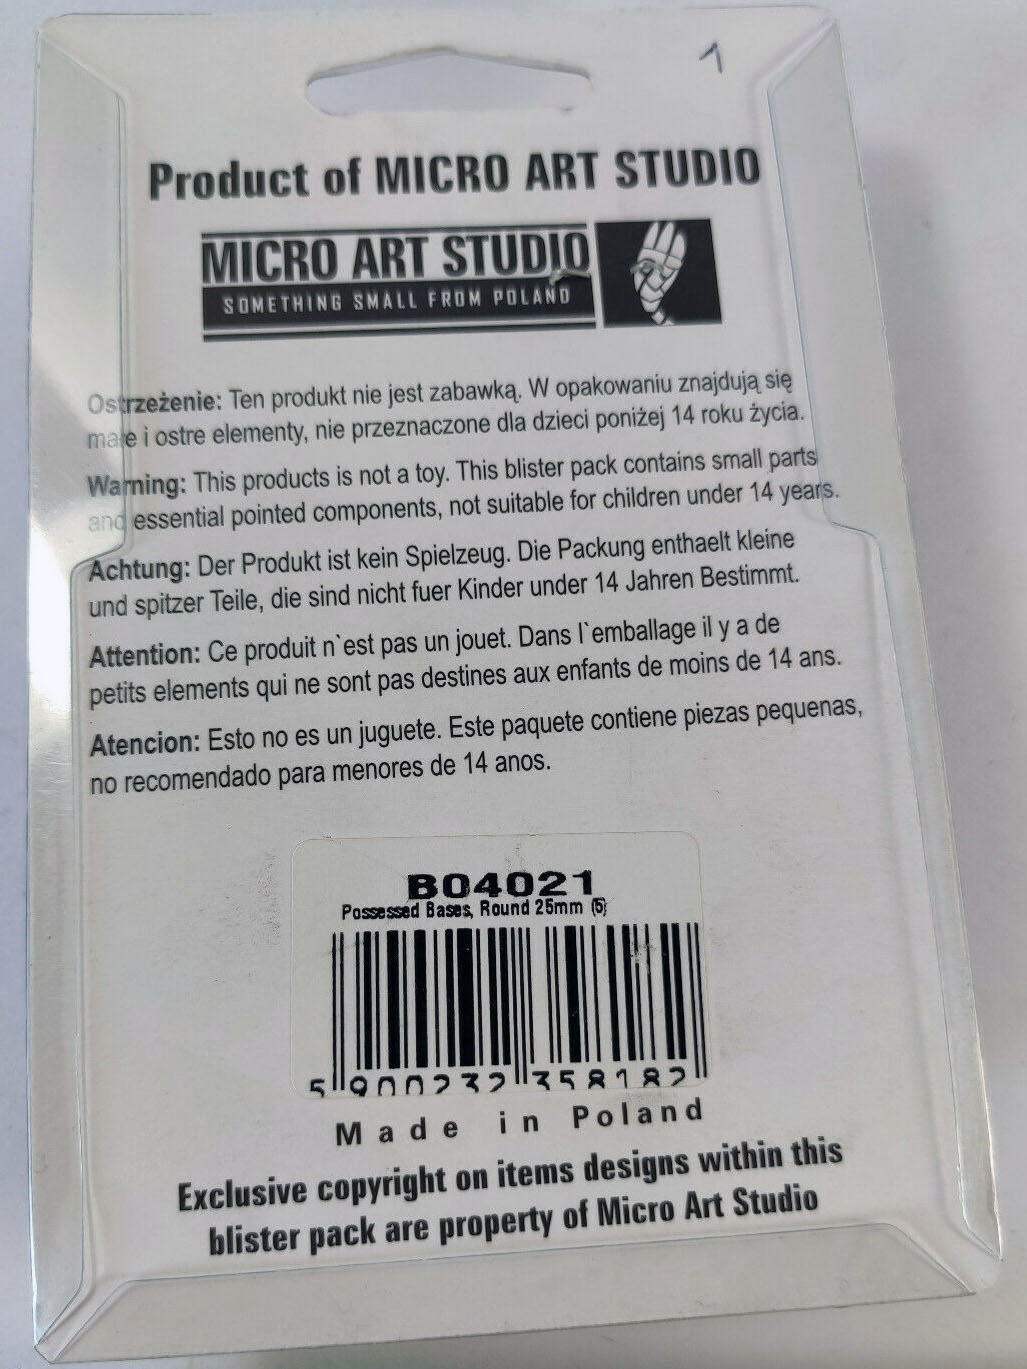 1
Product of MICRO ART STUDIO
MICRO ART STUDIO
SOMETHING SMALL FROM POLAND
Ostrzeżenie: Ten produkt nie jest zabawką. W opakowaniu znajdują się
małe i ostre elementy, nie przeznaczone dla dzieci poniżej 14 roku życia.
Warning: This products is not a toy. This blister pack contains small parts
and essential pointed components, not suitable for children under 14 years.
Achtung: Der Produkt ist kein Spielzeug. Die Packung enthaelt kleine
und spitzer Teile, die sind nicht fuer Kinder under 14 Jahren Bestimmt.
Attention: Ce produit n`est pas un jouet. Dans l`emballage il y a de
petits elements qui ne sont pas destines aux enfants de moins de 14 ans.
Atencion: Esto no es un juguete. Este paquete contiene piezas pequenas,
no recomendado para menores de 14 anos.
B04021
Possessed Bases, Round 25mm (5)
5 900232 358182
Made in Poland
Exclusive copyright on items designs within this
blister pack are property of Micro Art Studio